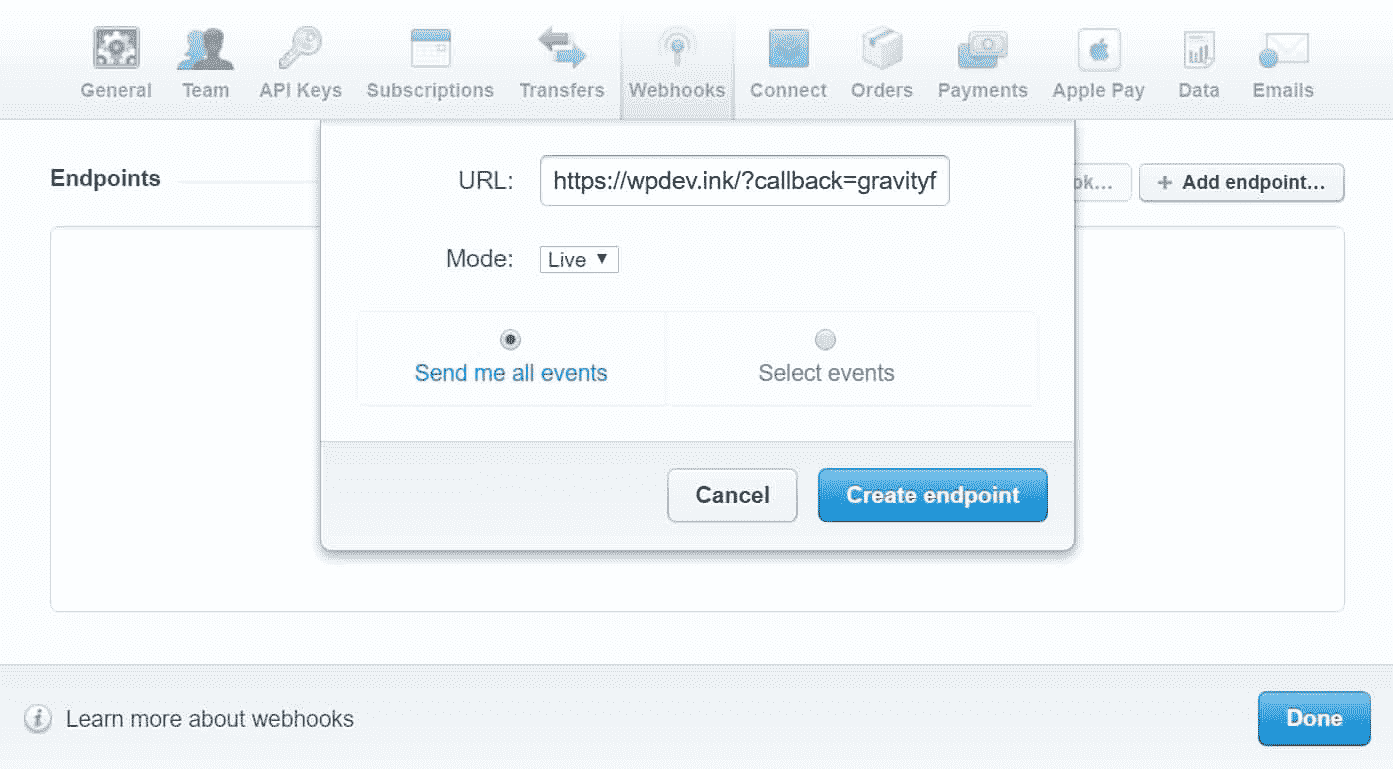 General Team API Keys Subscriptions Transfers Webhooks Connect Orders Payments Apple Pay Data Emails
Endpoints
+ Add endpoint...
URL: https://wpdev.ink/?callback=gravityf
Mode: Live
Send me all events Select events
Cancel Create endpoint
Learn more about webhooks
Done